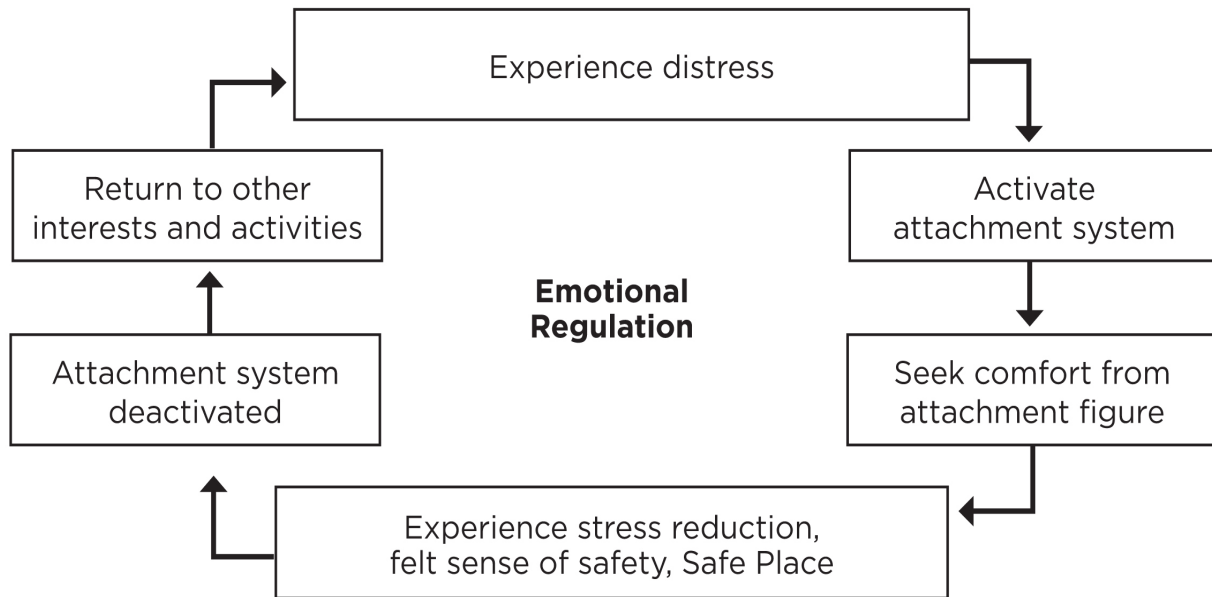 Experience distress
Activate
attachment system
Seek comfort from
attachment figure
Experience stress reduction,
felt sense of safety, Safe Place
Attachment system
deactivated
Return to other
interests and activities
Emotional
Regulation